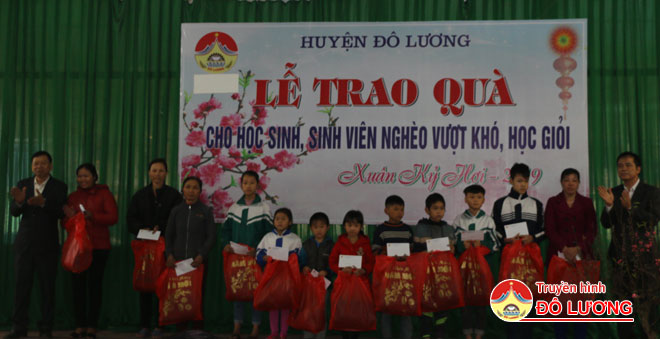 HUYỆN ĐÔ LƯƠNG
LỄ TRAO QUÀ
CHO HỌC SINH, SINH VIÊN NGHÈO VƯỢT KHÓ, HỌC GIỎI
Xuân Kỷ Hợi - 2019
Truyền hình
ĐÔ LƯƠNG